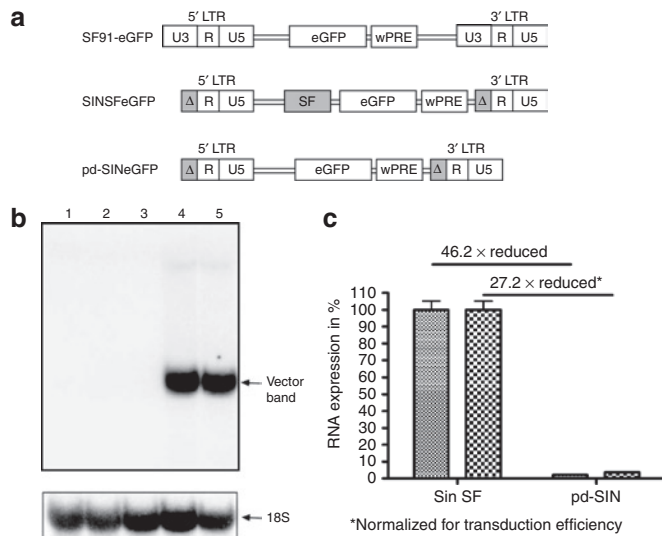 a
5′ LTR
3′ LTR
SF91-eGFP
U3 R U5 eGFP wPRE U3 R U5
5′ LTR
3′ LTR
SINSFeGFP
Δ R U5 SF eGFP wPRE Δ R U5
5′ LTR
3′ LTR
pd-SINeGFP
Δ R U5 eGFP wPRE Δ R U5
b
1 2 3 4 5
Vector
band
18S
c
46.2 × reduced
27.2 × reduced*
RNA expression in %
110
100
90
80
70
60
50
40
30
20
10
0
Sin SF pd-SIN
*Normalized for transduction efficiency